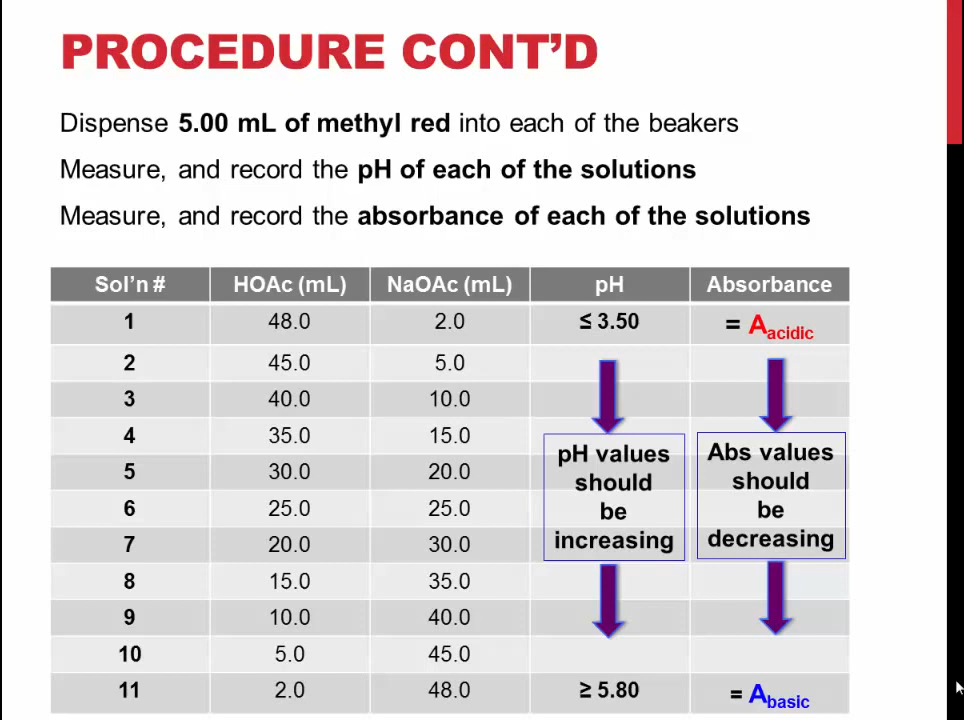 PROCEDURE CONT’D
Dispense 5.00 mL of methyl red into each of the beakers
Measure, and record the pH of each of the solutions
Measure, and record the absorbance of each of the solutions
Sol’n # HOAc (mL) NaOAc (mL) pH Absorbance
1 48.0 2.0 ≤ 3.50 = Aacidic
2 45.0 5.0
3 40.0 10.0
4 35.0 15.0
5 30.0 20.0
6 25.0 25.0
7 20.0 30.0
8 15.0 35.0
9 10.0 40.0
10 5.0 45.0
11 2.0 48.0 ≥ 5.80 = Abasic
pH values
should
be
increasing
Abs values
should
be
decreasing